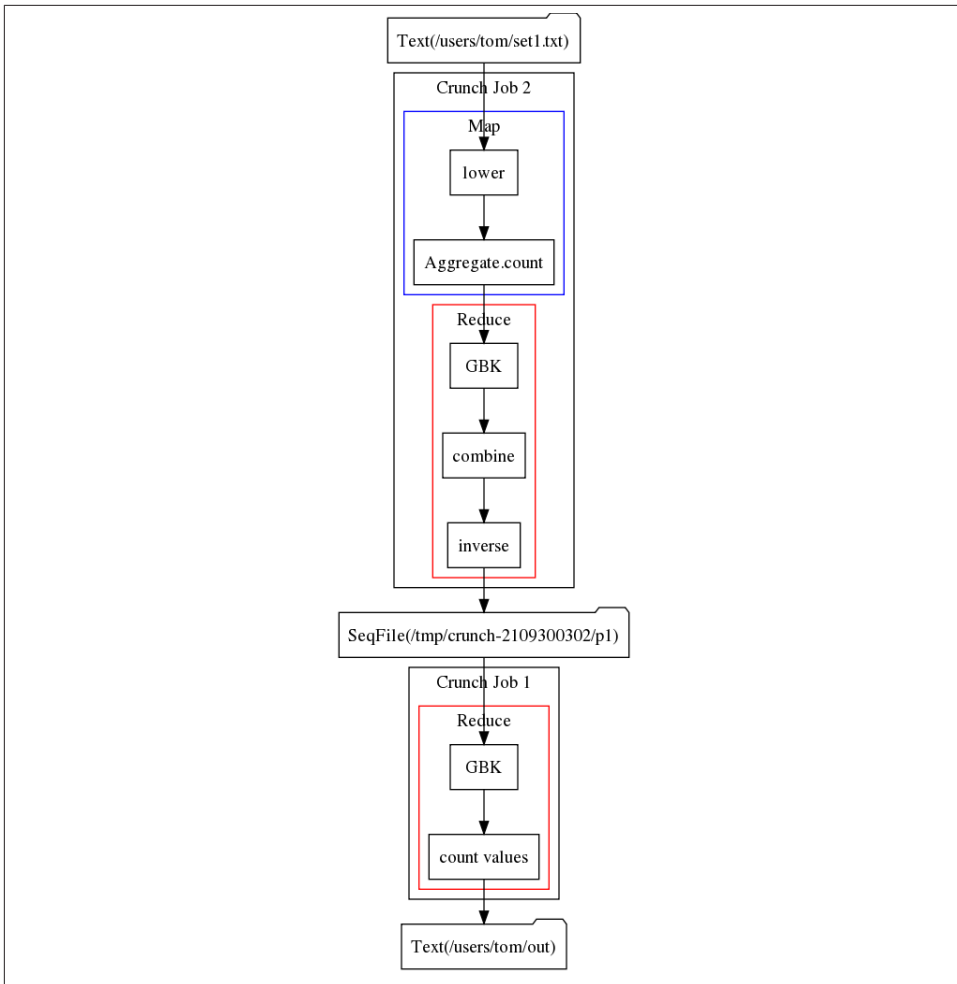 Text(/users/tom/set1.txt)
Crunch Job 2
Map
lower
Aggregate.count
Reduce
GBK
combine
inverse
SeqFile(/tmp/crunch-2109300302/p1)
Crunch Job 1
Reduce
GBK
count values
Text(/users/tom/out)